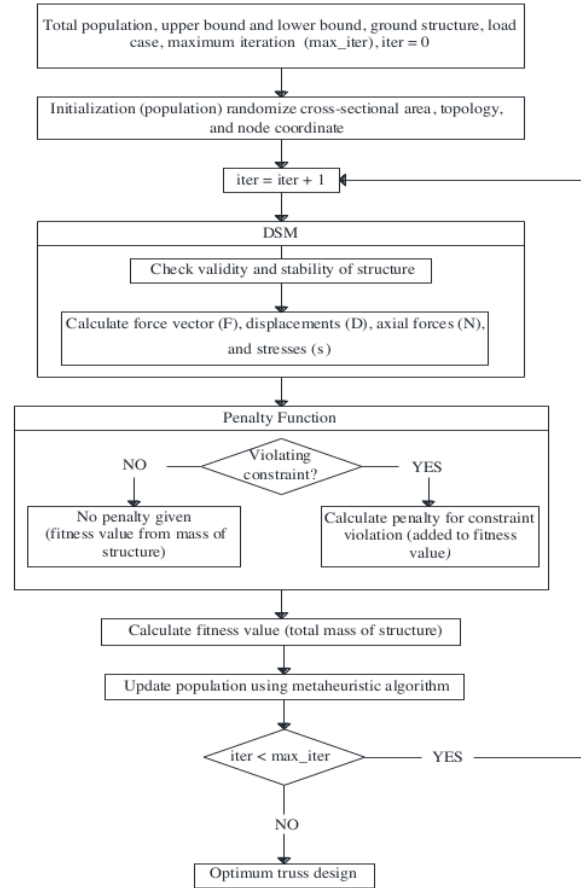 Total population, upper bound and lower bound, ground structure, load
case, maximum iteration (max_iter), iter = 0
Initialization (population) randomize cross-sectional area, topology,
and node coordinate
iter = iter + 1
DSM
Check validity and stability of structure
Calculate force vector (F), displacements (D), axial forces (N),
and stresses (s)
Penalty Function
Violating
constraint?
NO
YES
No penalty given
(fitness value from mass of
structure)
Calculate penalty for constraint
violation (added to fitness
value)
Calculate fitness value (total mass of structure)
Update population using metaheuristic algorithm
iter < max_iter
YES
NO
Optimum truss design